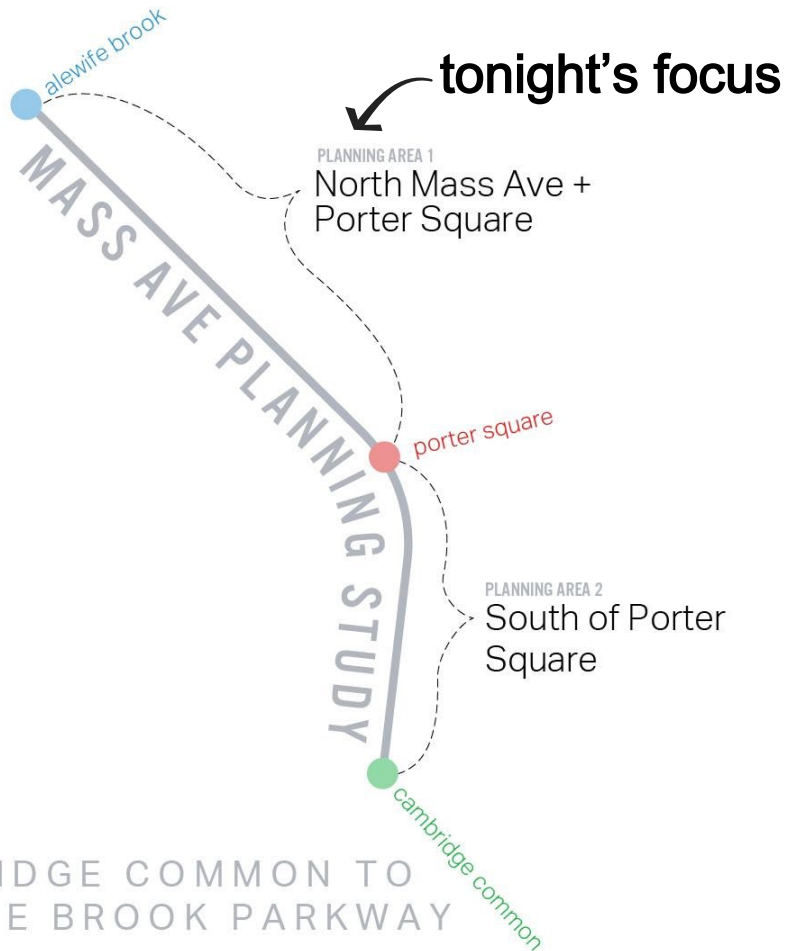 alewife brook
tonight's focus
PLANNING AREA 1
North Mass Ave +
Porter Square
MASS AVE PLANNING STUDY
porter square
PLANNING AREA 2
South of Porter
Square
cambridge common
DGE COMMON TO
E BROOK PARKWAY